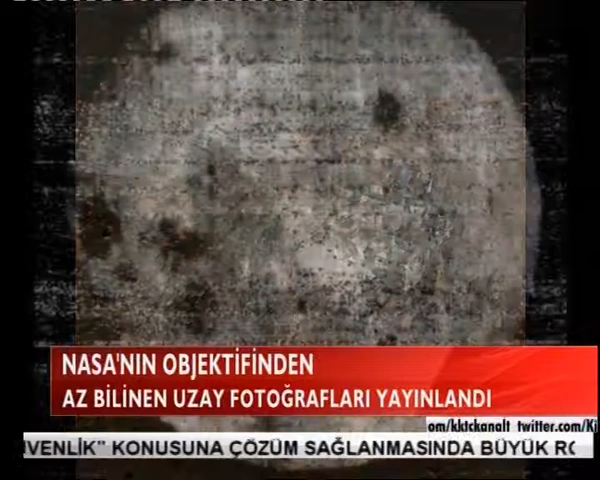 NASA'NIN OBJEKTİFİNDEN
AZ BİLİNEN UZAY FOTOĞRAFLARI YAYINLANDI
om/kktckanalt twitter.com/Kj
VENLİK" KONUSUNA ÇÖZÜM SAĞLANMASINDA BÜYÜK